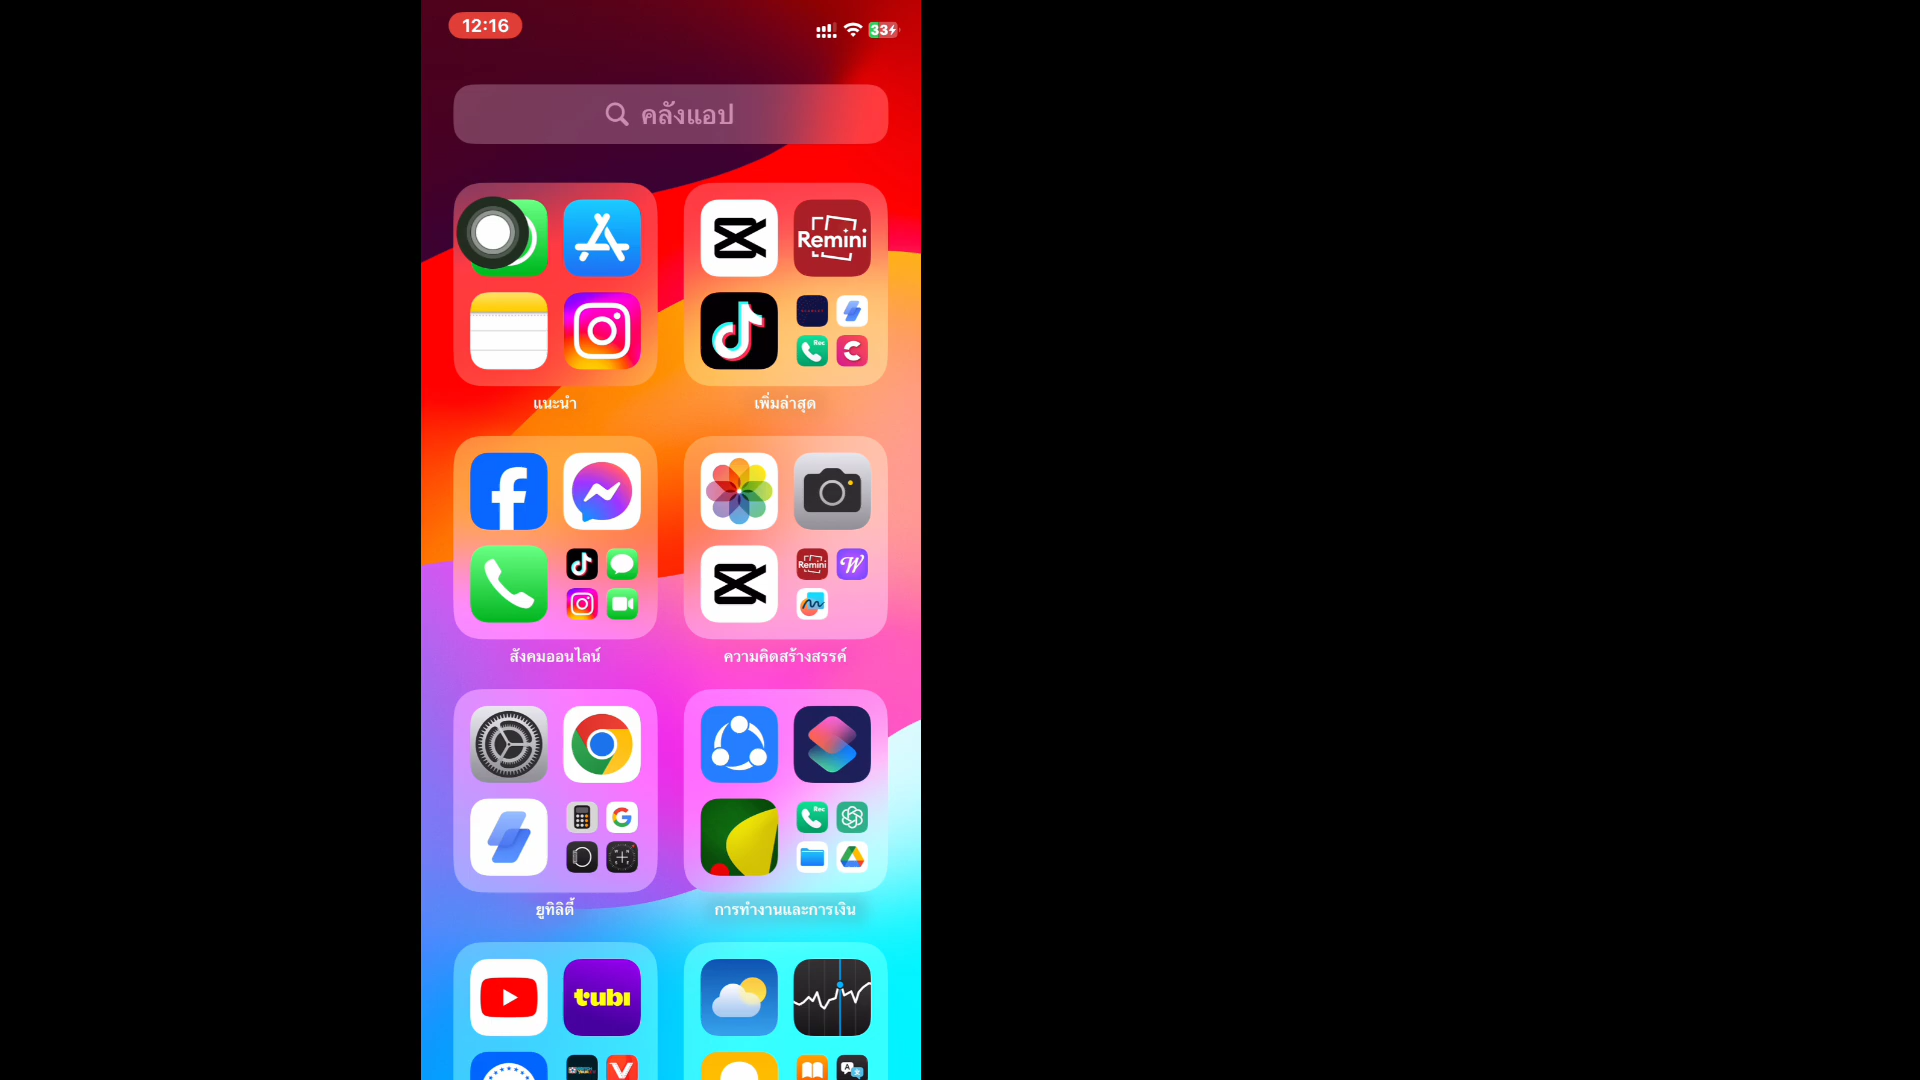 12:16
33
คลังแอป
Remini
Rec
แนะนำ
เพิ่มล่าสุด
Remini
W
สังคมออนไลน์
ความคิดสร้างสรรค์
Rec
ยูทิลิตี้
การทำงานและการเงิน
tubi